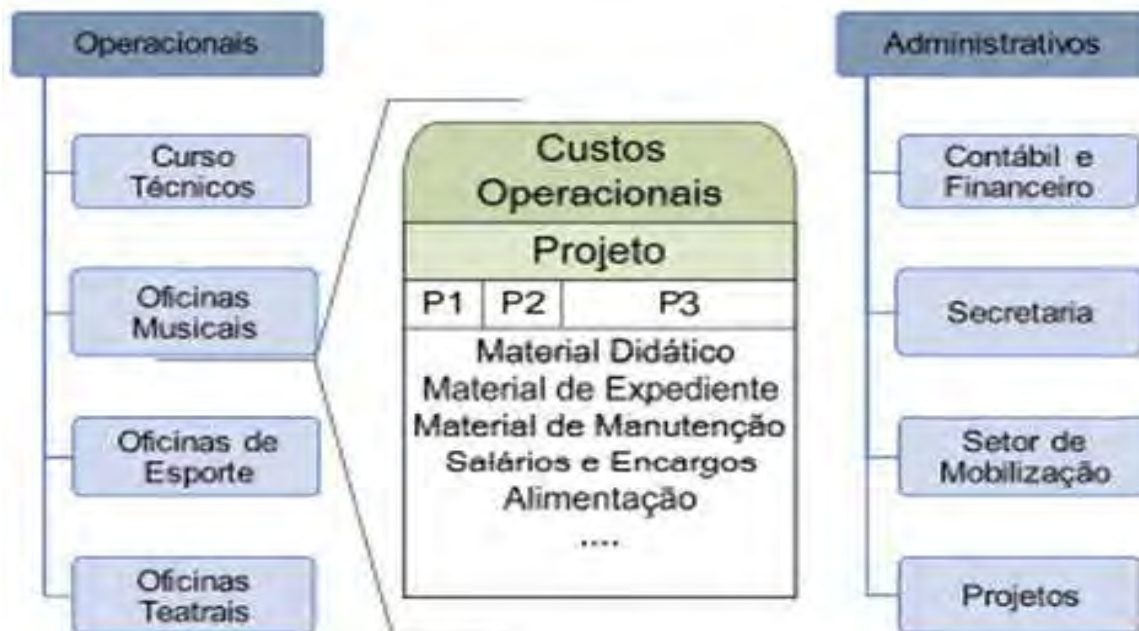 Operacionais
Curso
Técnicos
Oficinas
Musicais
Oficinas de
Esporte
Oficinas
Teatrais
Custos
Operacionais
Projeto
P1 P2 P3
Material Didático
Material de Expediente
Material de Manutenção
Salários e Encargos
Alimentação
....
Administrativos
Contábil e
Financeiro
Secretaria
Setor de
Mobilização
Projetos